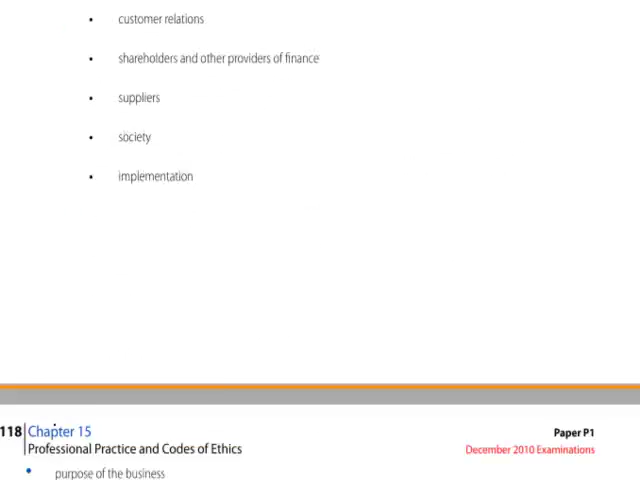 • customer relations
• shareholders and other providers of finance
• suppliers
• society
• implementation
118 Chapter 15
Paper P1
Professional Practice and Codes of Ethics
December 2010 Examinations
• purpose of the business